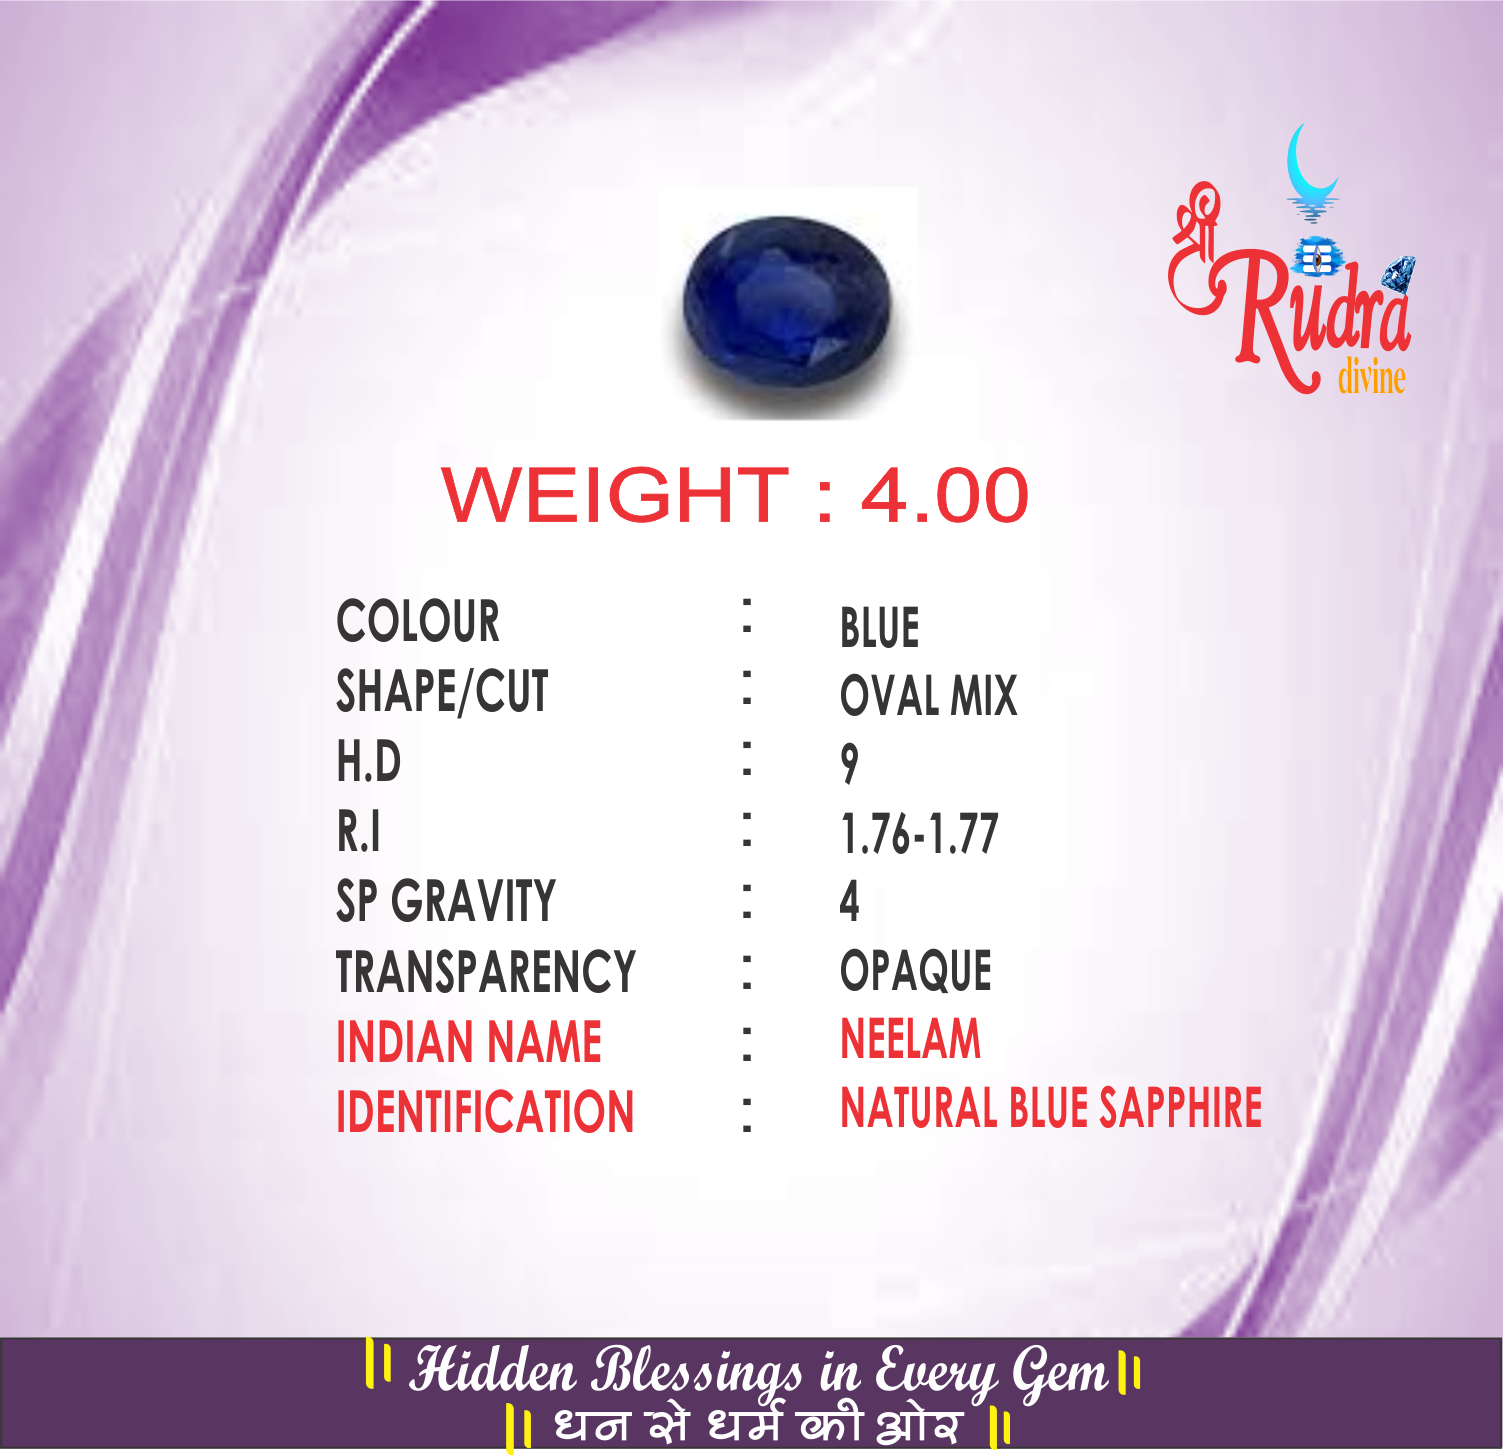 श्री
Rudra
divine
WEIGHT : 4.00
COLOUR : BLUE
SHAPE/CUT : OVAL MIX
H.D : 9
R.I : 1.76-1.77
SP GRAVITY : 4
TRANSPARENCY : OPAQUE
INDIAN NAME : NEELAM
IDENTIFICATION : NATURAL BLUE SAPPHIRE
|| Hidden Blessings in Every Gem ||
|| धन से धर्म की ओर ||